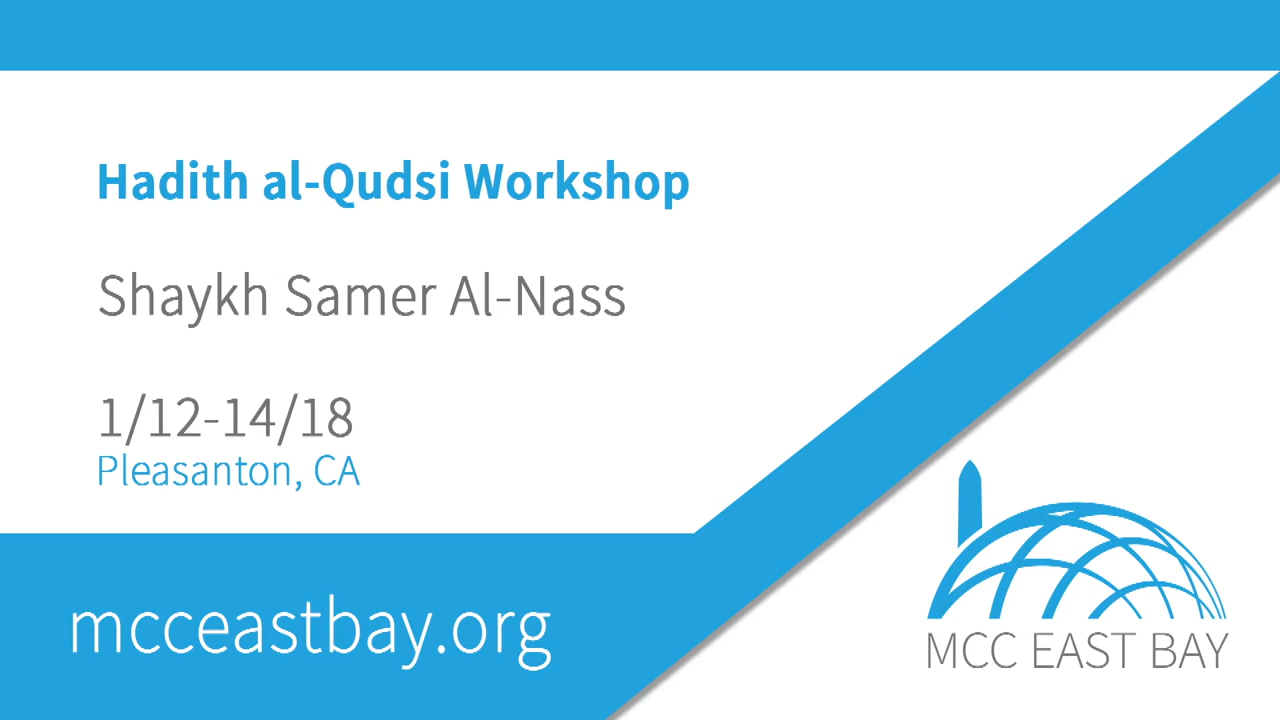 Hadith al-Qudsi Workshop
Shaykh Samer Al-Nass
1/12-14/18
Pleasanton, CA
mcceastbay.org
MCC EAST BAY